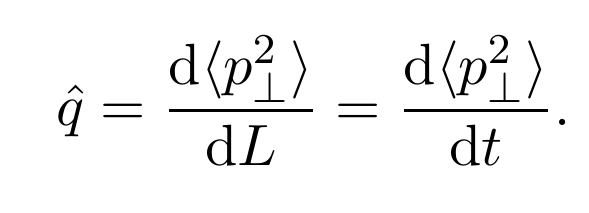 $\hat{q} = \frac{\mathrm{d}\langle p_{\perp}^{2} \rangle}{\mathrm{d}L} = \frac{\mathrm{d}\langle p_{\perp}^{2} \rangle}{\mathrm{d}t}.$